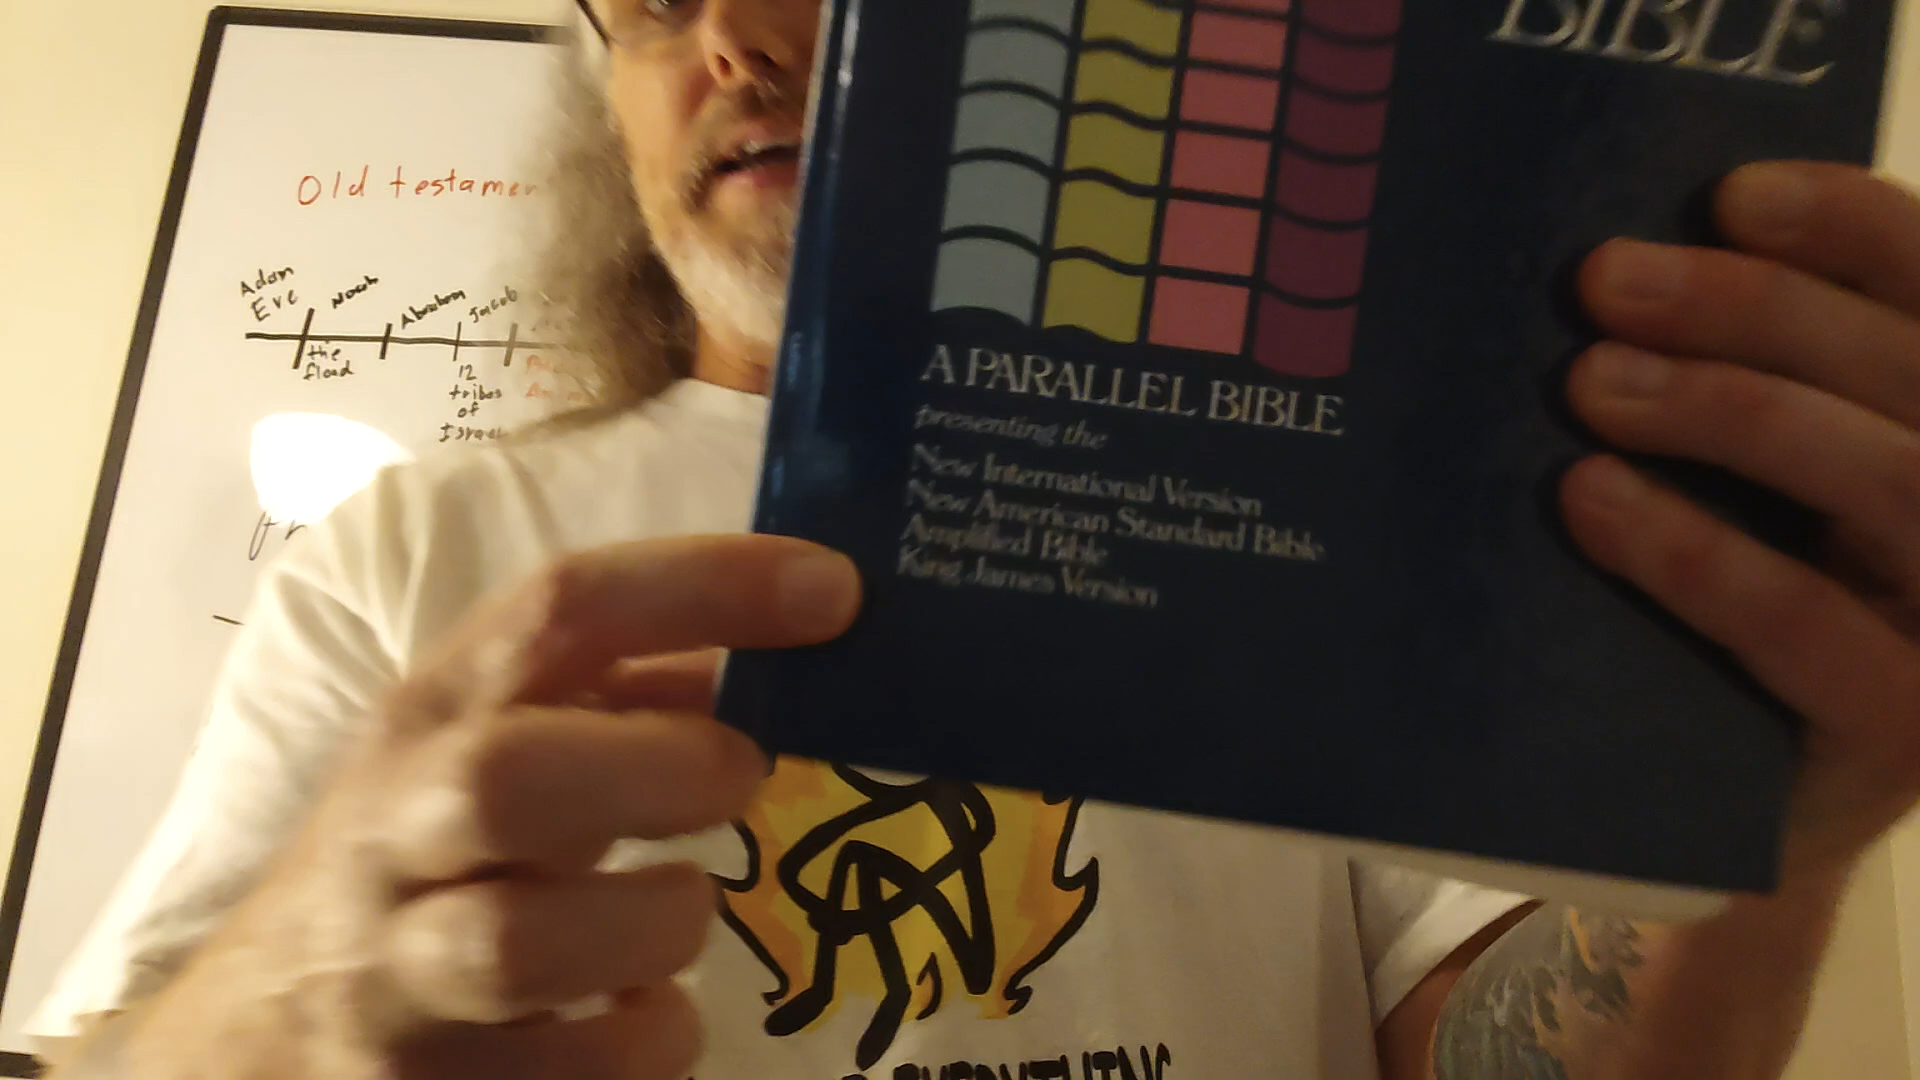 BIBLE
A PARALLEL BIBLE
presenting the
New International Version
New American Standard Bible
Amplified Bible
King James Version
Old testamen
Adam
Eve
Noah
Abraham
Jacob
the
flood
12
tribes
of
Israel
EVERYTHING